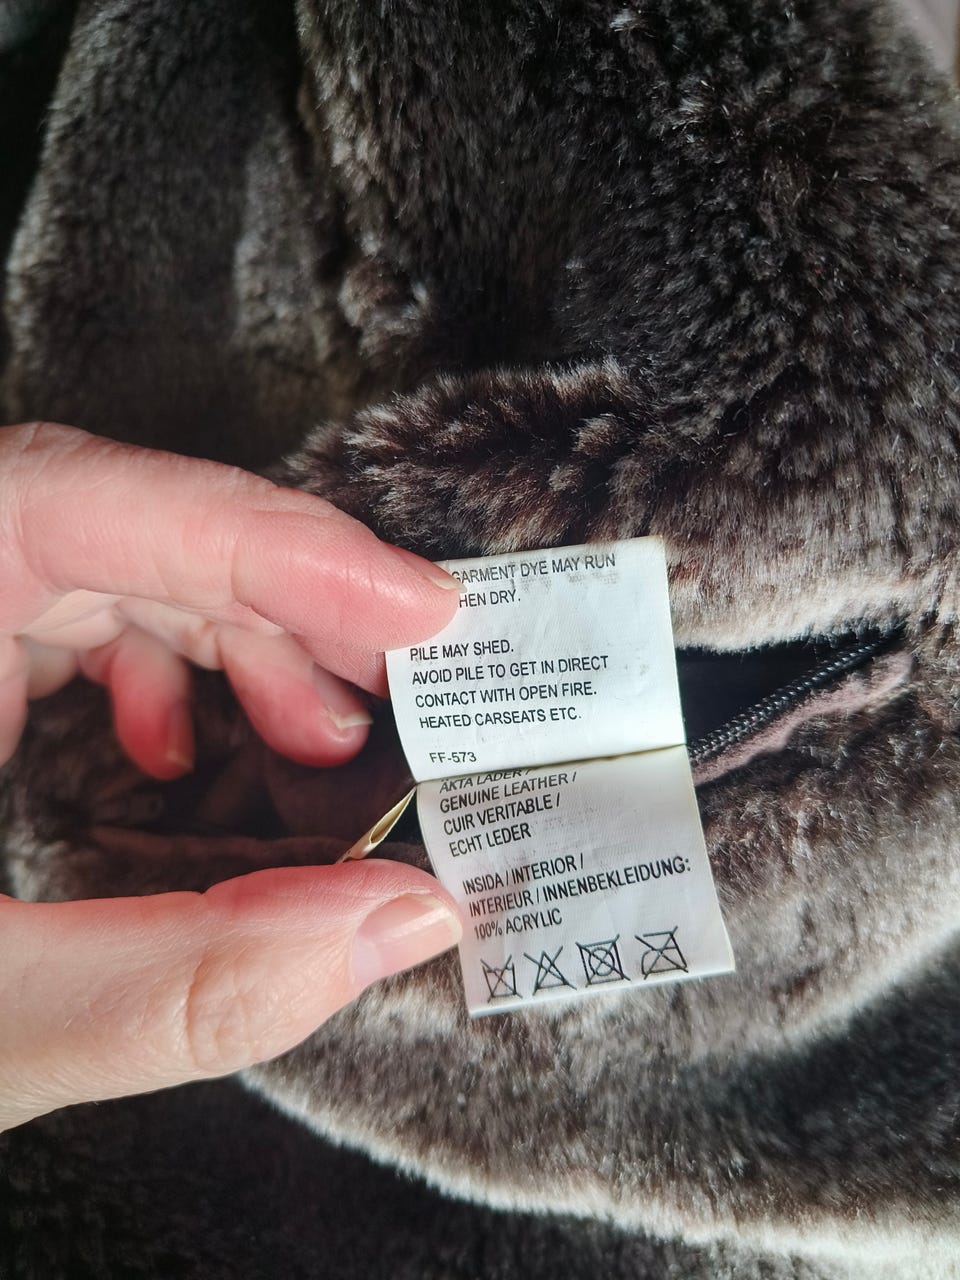 GARMENT DYE MAY RUN
DRY.
PILE MAY SHED.
AVOID PILE TO GET IN DIRECT
CONTACT WITH OPEN FIRE.
HEATED CARSEATS ETC.
FF-573
ÄKTA LÄDER /
GENUINE LEATHER /
CUIR VERITABLE /
ECHT LEDER
INSIDA / INTERIOR /
INTERIEUR / INNENBEKLEIDUNG:
100% ACRYLIC